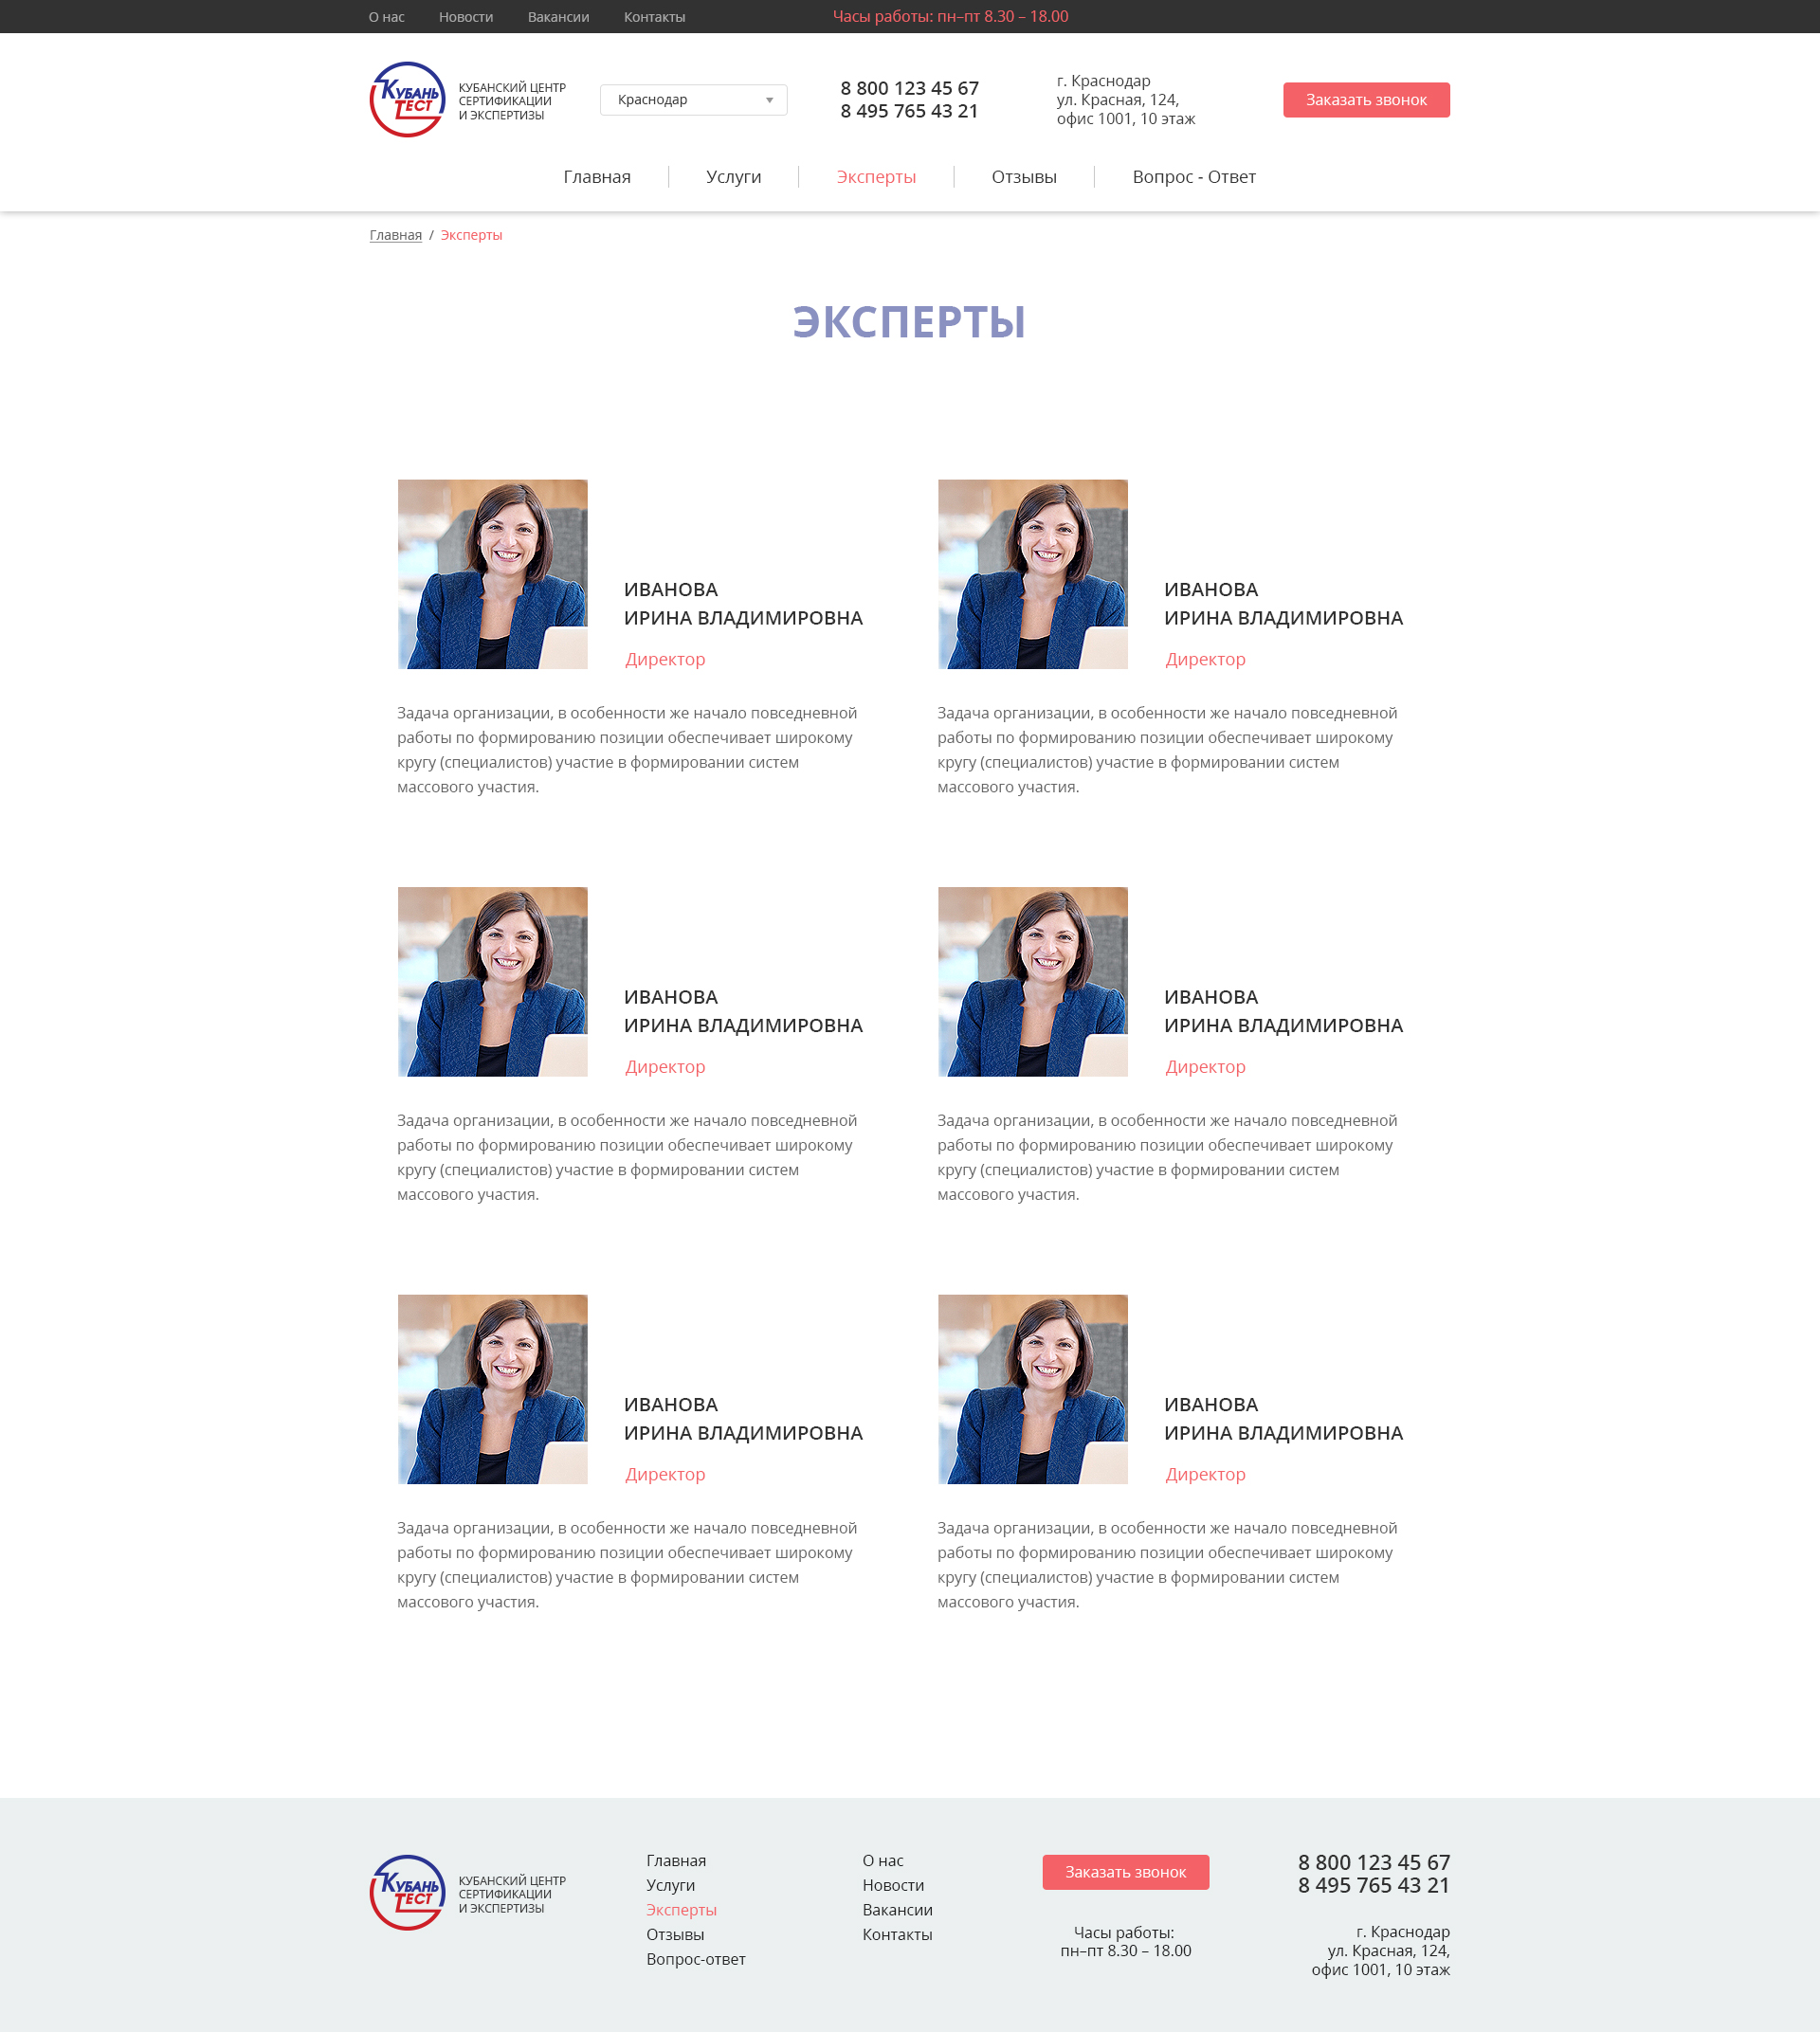 О нас
Новости
Вакансии
Контакты
Часы работы: пн–пт 8.30 – 18.00
КУБАНЬ
ТЕСТ
КУБАНСКИЙ ЦЕНТР
СЕРТИФИКАЦИИ
И ЭКСПЕРТИЗЫ
Краснодар
8 800 123 45 67
8 495 765 43 21
г. Краснодар
ул. Красная, 124,
офис 1001, 10 этаж
Заказать звонок
Главная
Услуги
Эксперты
Отзывы
Вопрос - Ответ
Главная / Эксперты
ЭКСПЕРТЫ
ИВАНОВА
ИРИНА ВЛАДИМИРОВНА
Директор
Задача организации, в особенности же начало повседневной
работы по формированию позиции обеспечивает широкому
кругу (специалистов) участие в формировании систем
массового участия.
ИВАНОВА
ИРИНА ВЛАДИМИРОВНА
Директор
Задача организации, в особенности же начало повседневной
работы по формированию позиции обеспечивает широкому
кругу (специалистов) участие в формировании систем
массового участия.
ИВАНОВА
ИРИНА ВЛАДИМИРОВНА
Директор
Задача организации, в особенности же начало повседневной
работы по формированию позиции обеспечивает широкому
кругу (специалистов) участие в формировании систем
массового участия.
ИВАНОВА
ИРИНА ВЛАДИМИРОВНА
Директор
Задача организации, в особенности же начало повседневной
работы по формированию позиции обеспечивает широкому
кругу (специалистов) участие в формировании систем
массового участия.
ИВАНОВА
ИРИНА ВЛАДИМИРОВНА
Директор
Задача организации, в особенности же начало повседневной
работы по формированию позиции обеспечивает широкому
кругу (специалистов) участие в формировании систем
массового участия.
ИВАНОВА
ИРИНА ВЛАДИМИРОВНА
Директор
Задача организации, в особенности же начало повседневной
работы по формированию позиции обеспечивает широкому
кругу (специалистов) участие в формировании систем
массового участия.
КУБАНЬ
ТЕСТ
КУБАНСКИЙ ЦЕНТР
СЕРТИФИКАЦИИ
И ЭКСПЕРТИЗЫ
Главная
Услуги
Эксперты
Отзывы
Вопрос-ответ
О нас
Новости
Вакансии
Контакты
Заказать звонок
Часы работы:
пн–пт 8.30 – 18.00
8 800 123 45 67
8 495 765 43 21
г. Краснодар
ул. Красная, 124,
офис 1001, 10 этаж